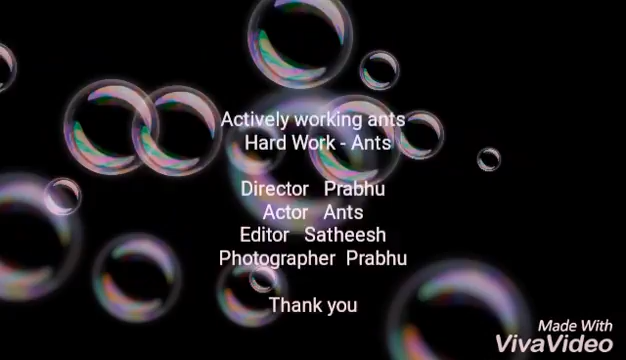 Actively working ants
Hard Work - Ants
Director Prabhu
Actor Ants
Editor Satheesh
Photographer Prabhu
Thank you
Made With
VivaVideo